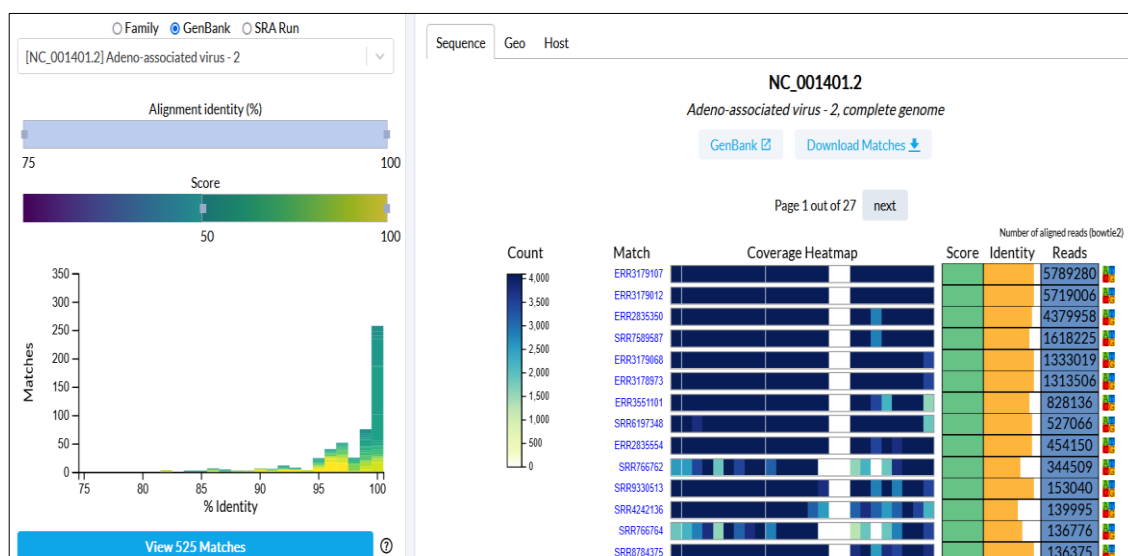 Family GenBank SRA Run
[NC_001401.2] Adeno-associated virus - 2
Alignment identity (%)
75 100
Score
50 100
350
300
250
200
150
100
50
0
Matches
75 80 85 90 95 100
% Identity
View 525 Matches
Sequence Geo Host
NC_001401.2
Adeno-associated virus - 2, complete genome
GenBank Download Matches
Page 1 out of 27 next
Number of aligned reads (bowtie2)
Count Match Coverage Heatmap Score Identity Reads
4,000
3,500
3,000
2,500
2,000
1,500
1,000
500
0
ERR3179107 5789280
ERR3179012 5719006
ERR2835350 4379958
SRR7589587 1618225
ERR3179068 1333019
ERR3178973 1313506
ERR3551101 828136
SRR6197348 527066
ERR2835554 454150
SRR766762 344509
SRR9330513 153040
SRR4242136 139995
SRR766764 136776
SRR8784375 136375